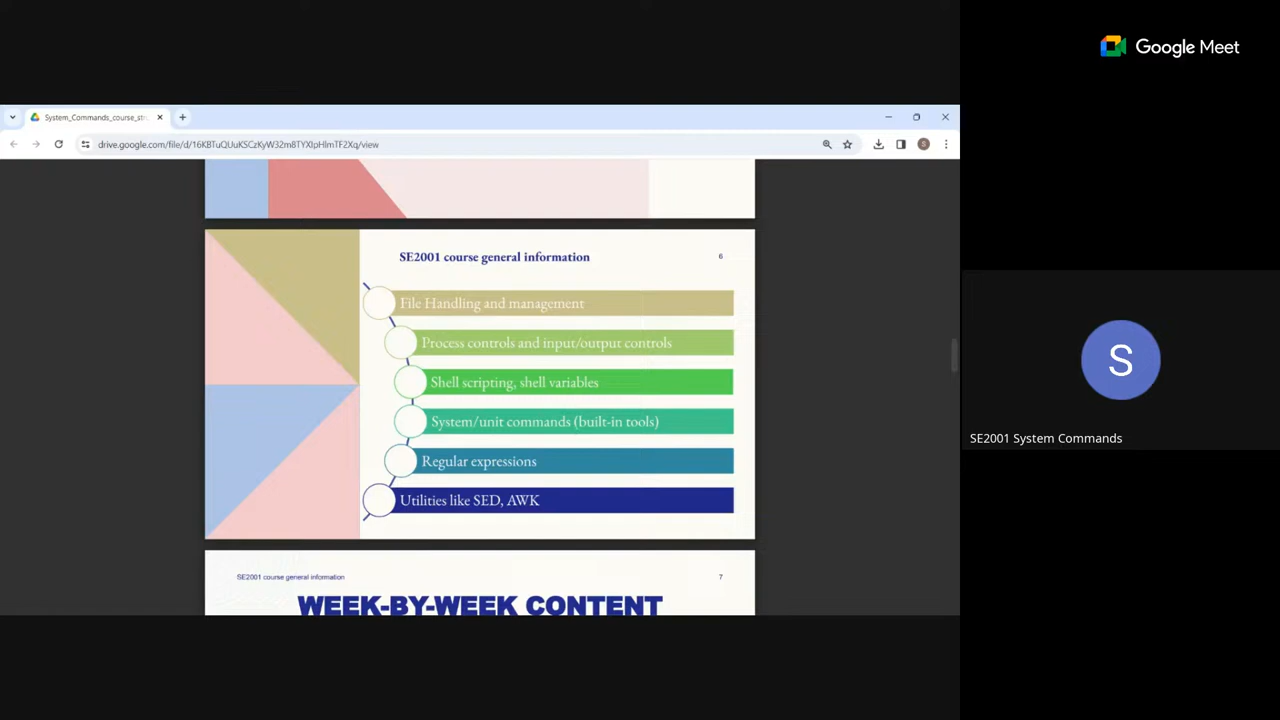 Google Meet
System_Commands_course_str
drive.google.com/file/d/16KBTuQUuKSCzKyW32m8TYXlpHlmTF2Xq/view
S
SE2001 course general information
6
File Handling and management
Process controls and input/output controls
Shell scripting, shell variables
System/unit commands (built-in tools)
Regular expressions
Utilities like SED, AWK
S
SE2001 System Commands
SE2001 course general information
7
WEEK-BY-WEEK CONTENT